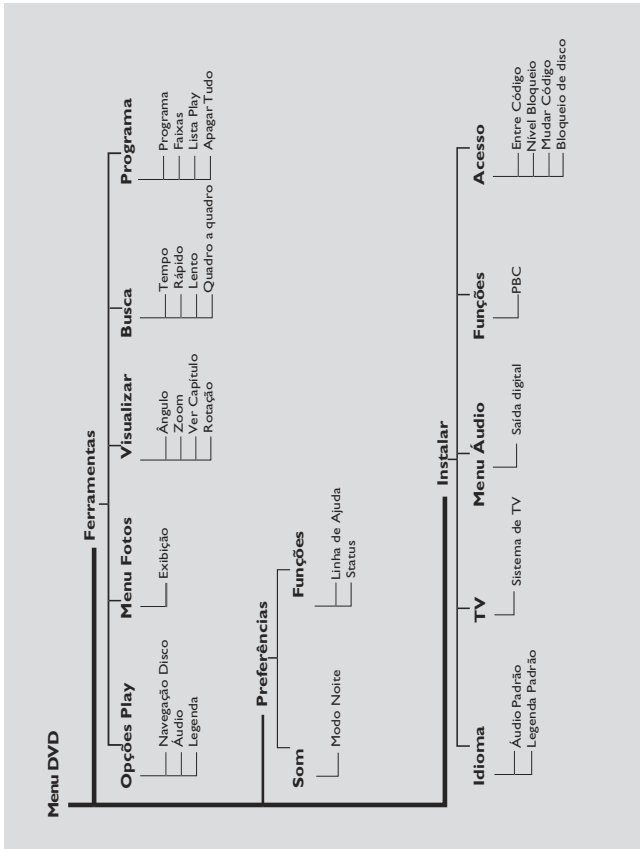 Menu DVD
Ferramentas
Opções Play
Navegação Disco
Áudio
Legenda
Menu Fotos
Exibição
Visualizar
Ângulo
Zoom
Ver Capítulo
Rotação
Busca
Tempo
Rápido
Lento
Quadro a quadro
Programa
Programa
Faixas
Lista Play
Apagar Tudo
Preferências
Som
Modo Noite
Funções
Linha de Ajuda
Status
Instalar
Idioma
Áudio Padrão
Legenda Padrão
TV
Sistema de TV
Menu Áudio
Saída digital
Funções
PBC
Acesso
Entre Código
Nível Bloqueio
Mudar Código
Bloqueio de disco